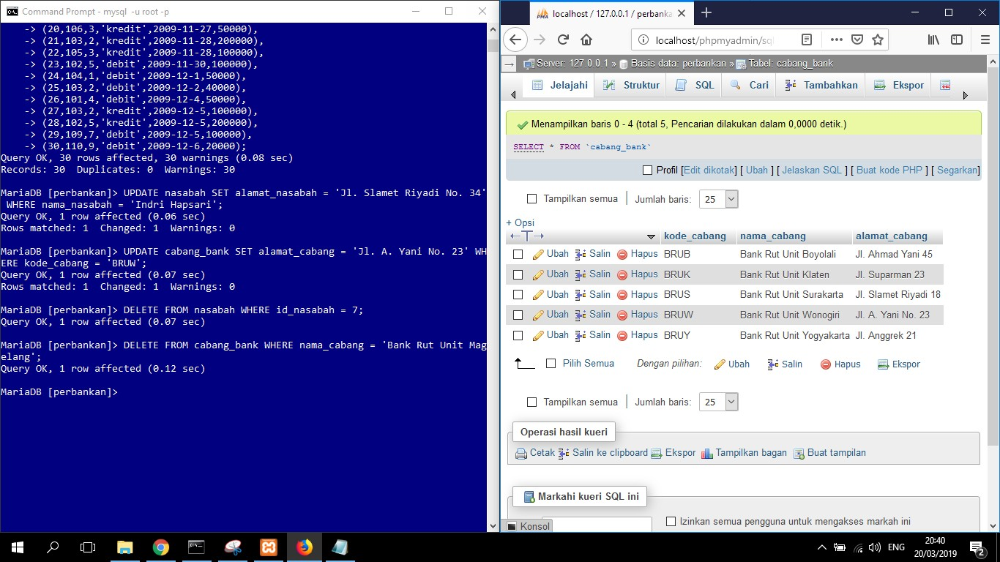 Command Prompt - mysql -u root -p
-> (20,106,3,'kredit',2009-11-27,50000),
-> (21,103,2,'kredit',2009-11-28,200000),
-> (22,105,3,'kredit',2009-11-28,100000),
-> (23,102,5,'debit',2009-11-30,100000),
-> (24,104,1,'debit',2009-12-1,50000),
-> (25,103,2,'debit',2009-12-2,40000),
-> (26,101,4,'debit',2009-12-4,50000),
-> (27,103,2,'kredit',2009-12-5,100000),
-> (28,102,5,'kredit',2009-12-5,200000),
-> (29,109,7,'debit',2009-12-5,100000),
-> (30,110,9,'debit',2009-12-6,20000);
Query OK, 30 rows affected, 30 warnings (0.08 sec)
Records: 30  Duplicates: 0  Warnings: 30
MariaDB [perbankan]> UPDATE nasabah SET alamat_nasabah = 'Jl. Slamet Riyadi No. 34'
WHERE nama_nasabah = 'Indri Hapsari';
Query OK, 1 row affected (0.06 sec)
Rows matched: 1  Changed: 1  Warnings: 0
MariaDB [perbankan]> UPDATE cabang_bank SET alamat_cabang = 'Jl. A. Yani No. 23' WH
ERE kode_cabang = 'BRUW';
Query OK, 1 row affected (0.07 sec)
Rows matched: 1  Changed: 1  Warnings: 0
MariaDB [perbankan]> DELETE FROM nasabah WHERE id_nasabah = 7;
Query OK, 1 row affected (0.07 sec)
MariaDB [perbankan]> DELETE FROM cabang_bank WHERE nama_cabang = 'Bank Rut Unit Mag
elang';
Query OK, 1 row affected (0.12 sec)
MariaDB [perbankan]>
PMA localhost / 127.0.0.1 / perbanka
localhost/phpmyadmin/sql
Server: 127.0.0.1 » Basis data: perbankan » Tabel: cabang_bank
Jelajahi Struktur SQL Cari Tambahkan Ekspor
Menampilkan baris 0 - 4 (total 5, Pencarian dilakukan dalam 0,0000 detik.)
SELECT * FROM `cabang_bank`
Profil [Edit dikotak] [ Ubah ] [ Jelaskan SQL ] [ Buat kode PHP ] [ Segarkan]
Tampilkan semua | Jumlah baris: 25
+ Opsi
kode_cabang nama_cabang alamat_cabang
Ubah Salin Hapus BRUB Bank Rut Unit Boyolali Jl. Ahmad Yani 45
Ubah Salin Hapus BRUK Bank Rut Unit Klaten Jl. Suparman 23
Ubah Salin Hapus BRUS Bank Rut Unit Surakarta Jl. Slamet Riyadi 18
Ubah Salin Hapus BRUW Bank Rut Unit Wonogiri Jl. A. Yani No. 23
Ubah Salin Hapus BRUY Bank Rut Unit Yogyakarta Jl. Anggrek 21
Pilih Semua Dengan pilihan: Ubah Salin Hapus Ekspor
Tampilkan semua | Jumlah baris: 25
Operasi hasil kueri
Cetak Salin ke clipboard Ekspor Tampilkan bagan Buat tampilan
Markahi kueri SQL ini
Konsol Izinkan semua pengguna untuk mengakses markah ini
ENG 20:40
20/03/2019 2